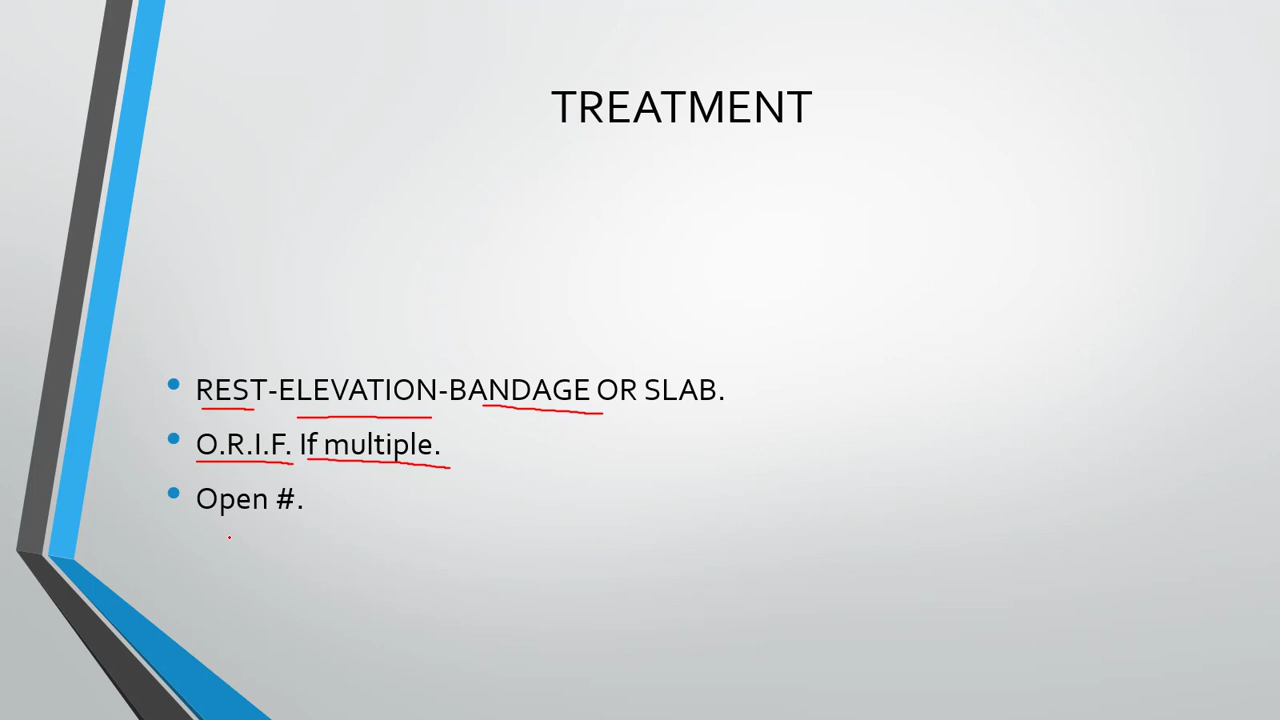 TREATMENT
REST-ELEVATION-BANDAGE OR SLAB.
O.R.I.F. If multiple.
Open #.